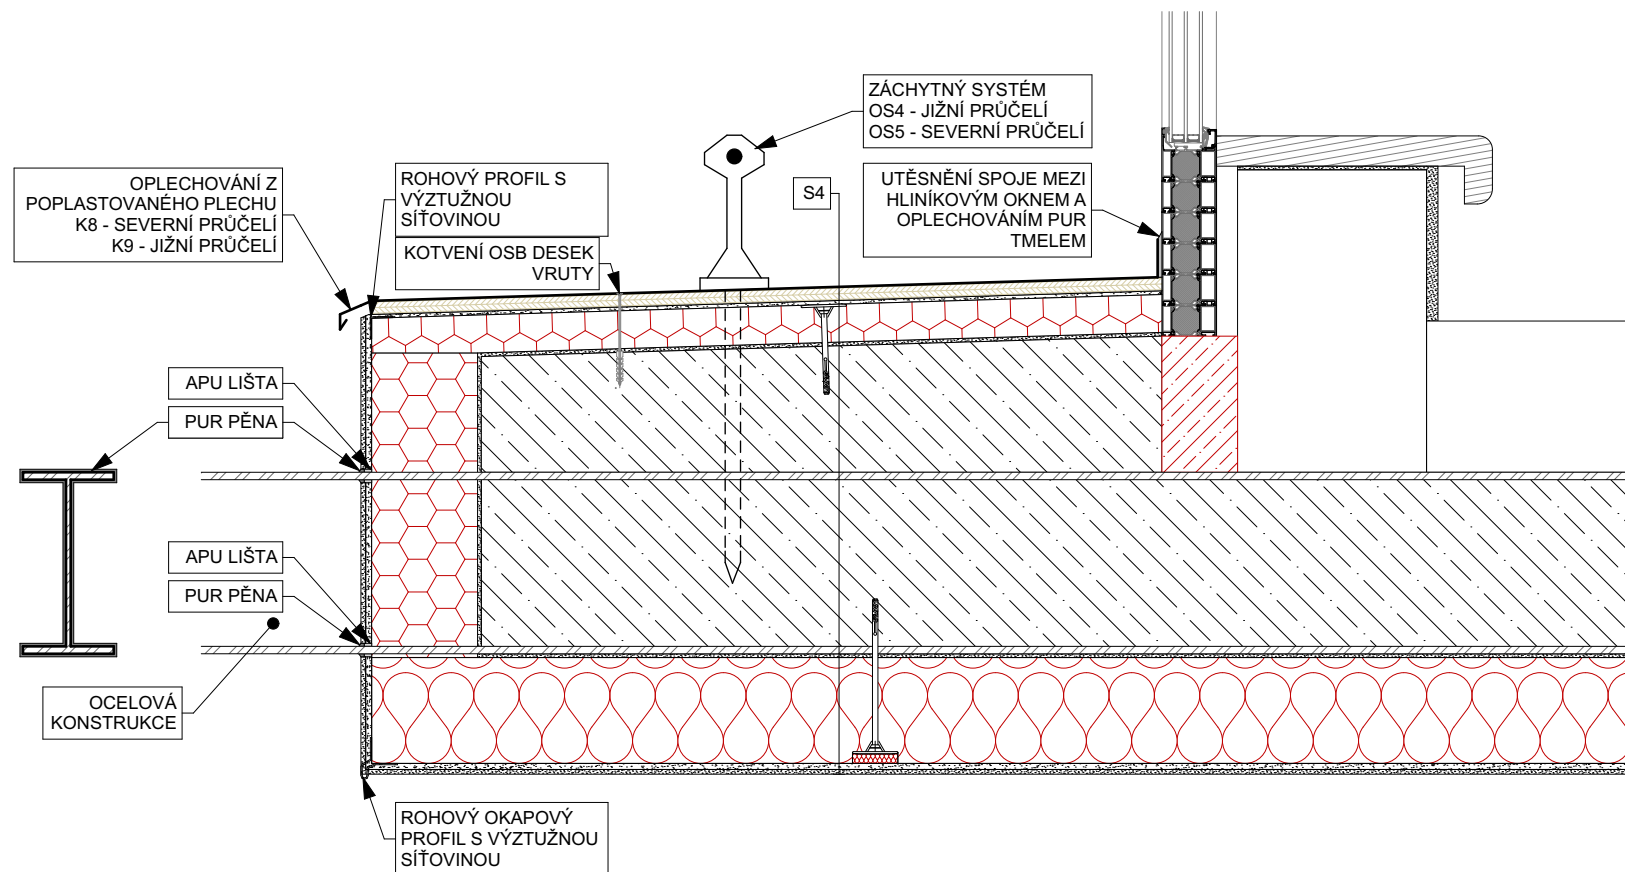 ZÁCHYTNÝ SYSTÉM
OS4 - JIŽNÍ PRŮČELÍ
OS5 - SEVERNÍ PRŮČELÍ
OPLECHOVÁNÍ Z
POPLASTOVANÉHO PLECHU
K8 - SEVERNÍ PRŮČELÍ
K9 - JIŽNÍ PRŮČELÍ
ROHOVÝ PROFIL S
VÝZTUŽNOU
SÍŤOVINOU
KOTVENÍ OSB DESEK
VRUTY
S4
UTĚSNĚNÍ SPOJE MEZI
HLINÍKOVÝM OKNEM A
OPLECHOVÁNÍM PUR
TMELEM
APU LIŠTA
PUR PĚNA
APU LIŠTA
PUR PĚNA
OCELOVÁ
KONSTRUKCE
ROHOVÝ OKAPOVÝ
PROFIL S VÝZTUŽNOU
SÍŤOVINOU